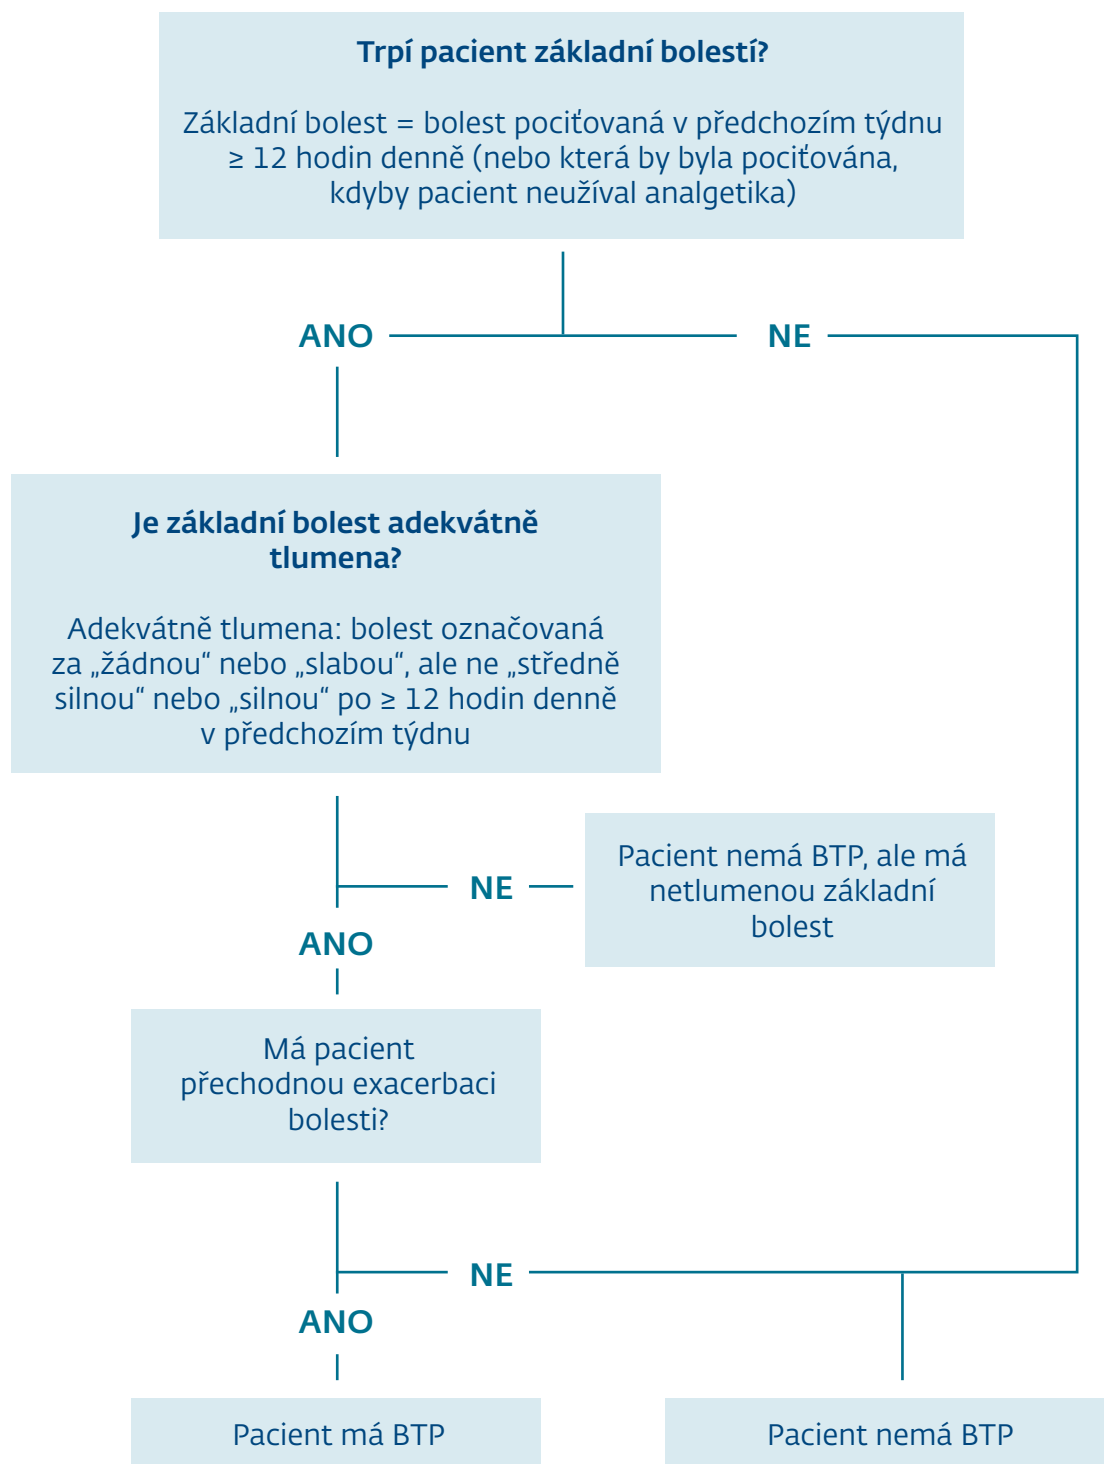 Trpí pacient základní bolestí?
Základní bolest = bolest pociťovaná v předchozím týdnu
≥ 12 hodin denně (nebo která by byla pociťována,
kdyby pacient neužíval analgetika)
ANO
NE
Je základní bolest adekvátně
tlumena?
Adekvátně tlumena: bolest označovaná
za „žádnou“ nebo „slabou“, ale ne „středně
silnou“ nebo „silnou“ po ≥ 12 hodin denně
v předchozím týdnu
NE
Pacient nemá BTP, ale má
netlumenou základní
bolest
ANO
Má pacient
přechodnou exacerbaci
bolesti?
NE
ANO
Pacient má BTP
Pacient nemá BTP